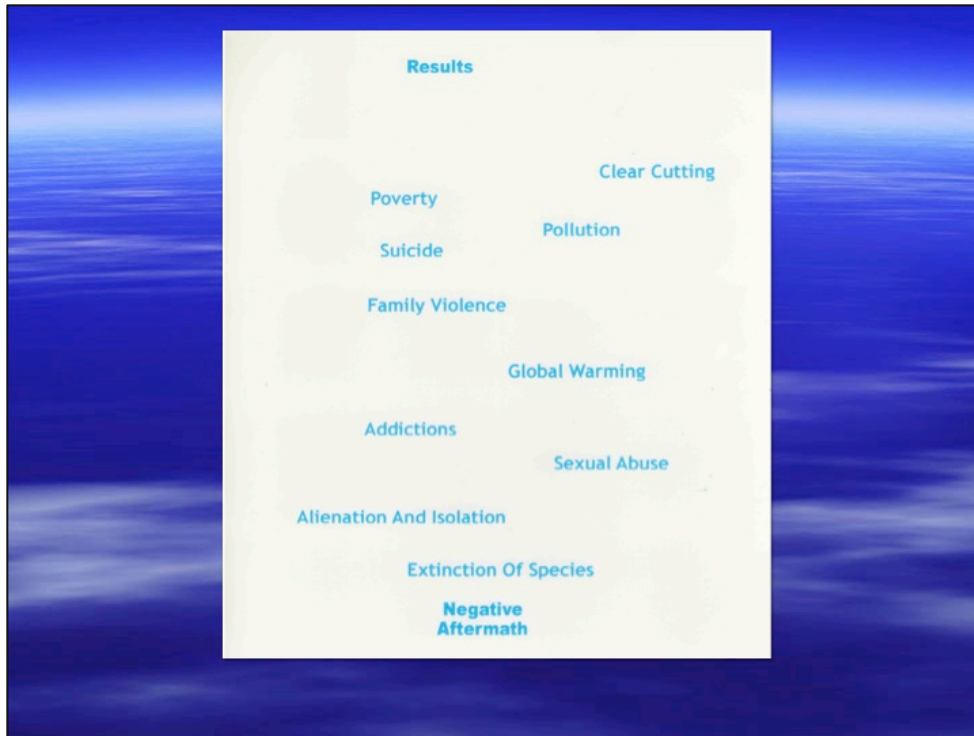 Results
Clear Cutting
Poverty
Pollution
Suicide
Family Violence
Global Warming
Addictions
Sexual Abuse
Alienation And Isolation
Extinction Of Species
Negative
Aftermath